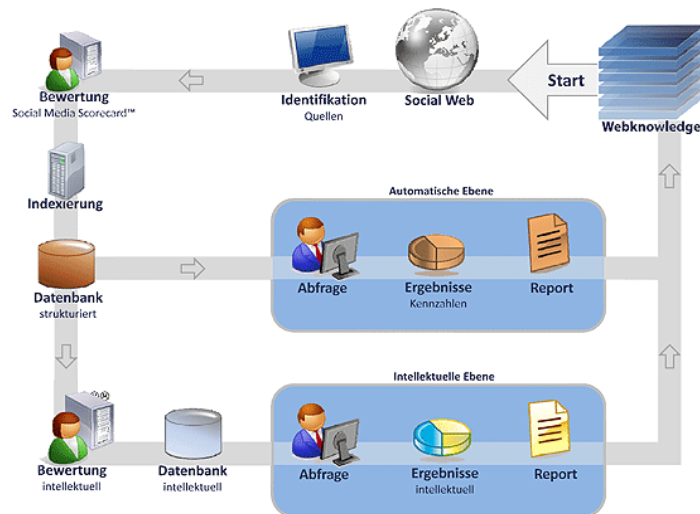 Start
Webknowledge
Social Web
Identifikation
Quellen
Bewertung
Social Media Scorecard™
Indexierung
Datenbank
strukturiert
Automatische Ebene
Abfrage
Ergebnisse
Kennzahlen
Report
Bewertung
intellektuell
Datenbank
intellektuell
Intellektuelle Ebene
Abfrage
Ergebnisse
intellektuell
Report